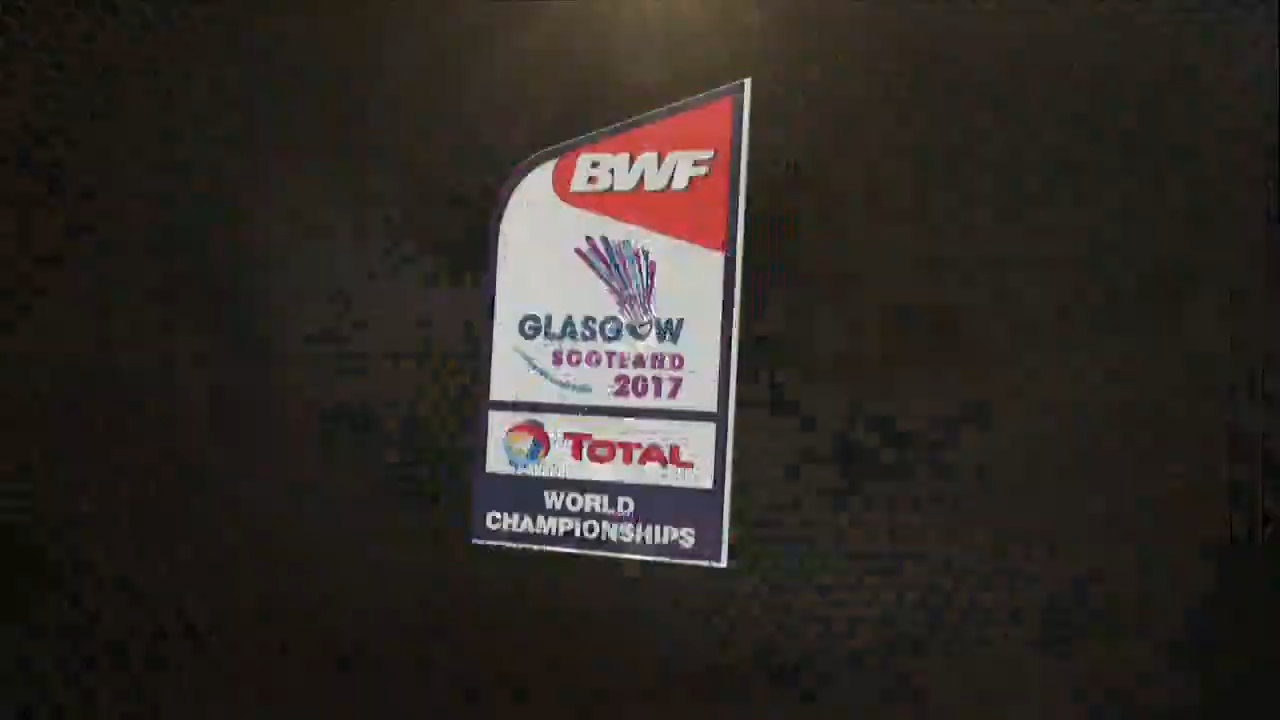 BWF
GLASGOW
SCOTLAND
2017
TOTAL
WORLD
CHAMPIONSHIPS